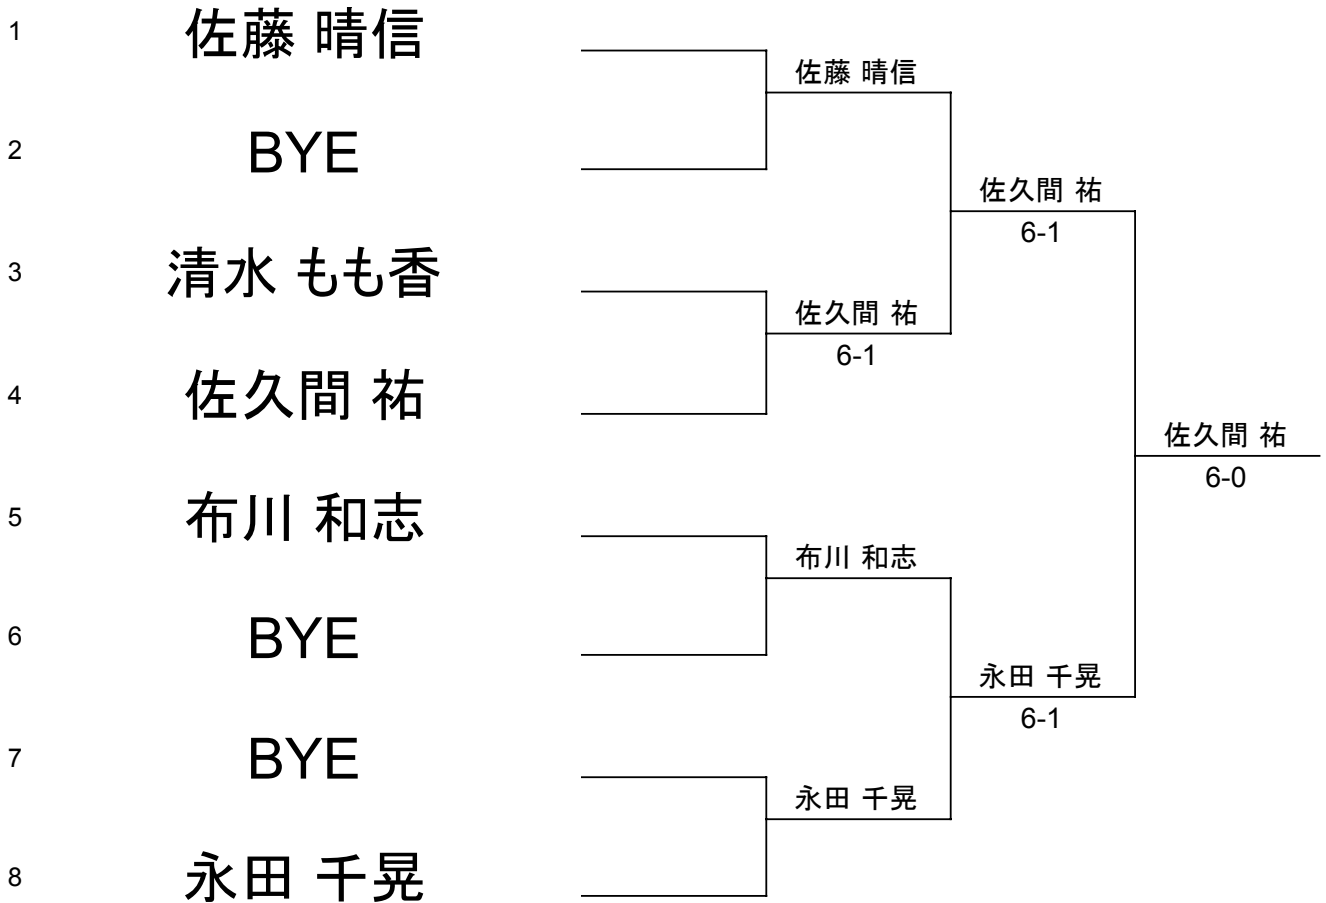 1 佐藤 晴信
佐藤 晴信
2 BYE
佐久間 祐
6-1
3 清水 もも香
佐久間 祐
6-1
4 佐久間 祐
佐久間 祐
6-0
5 布川 和志
布川 和志
6 BYE
永田 千晃
6-1
7 BYE
永田 千晃
8 永田 千晃